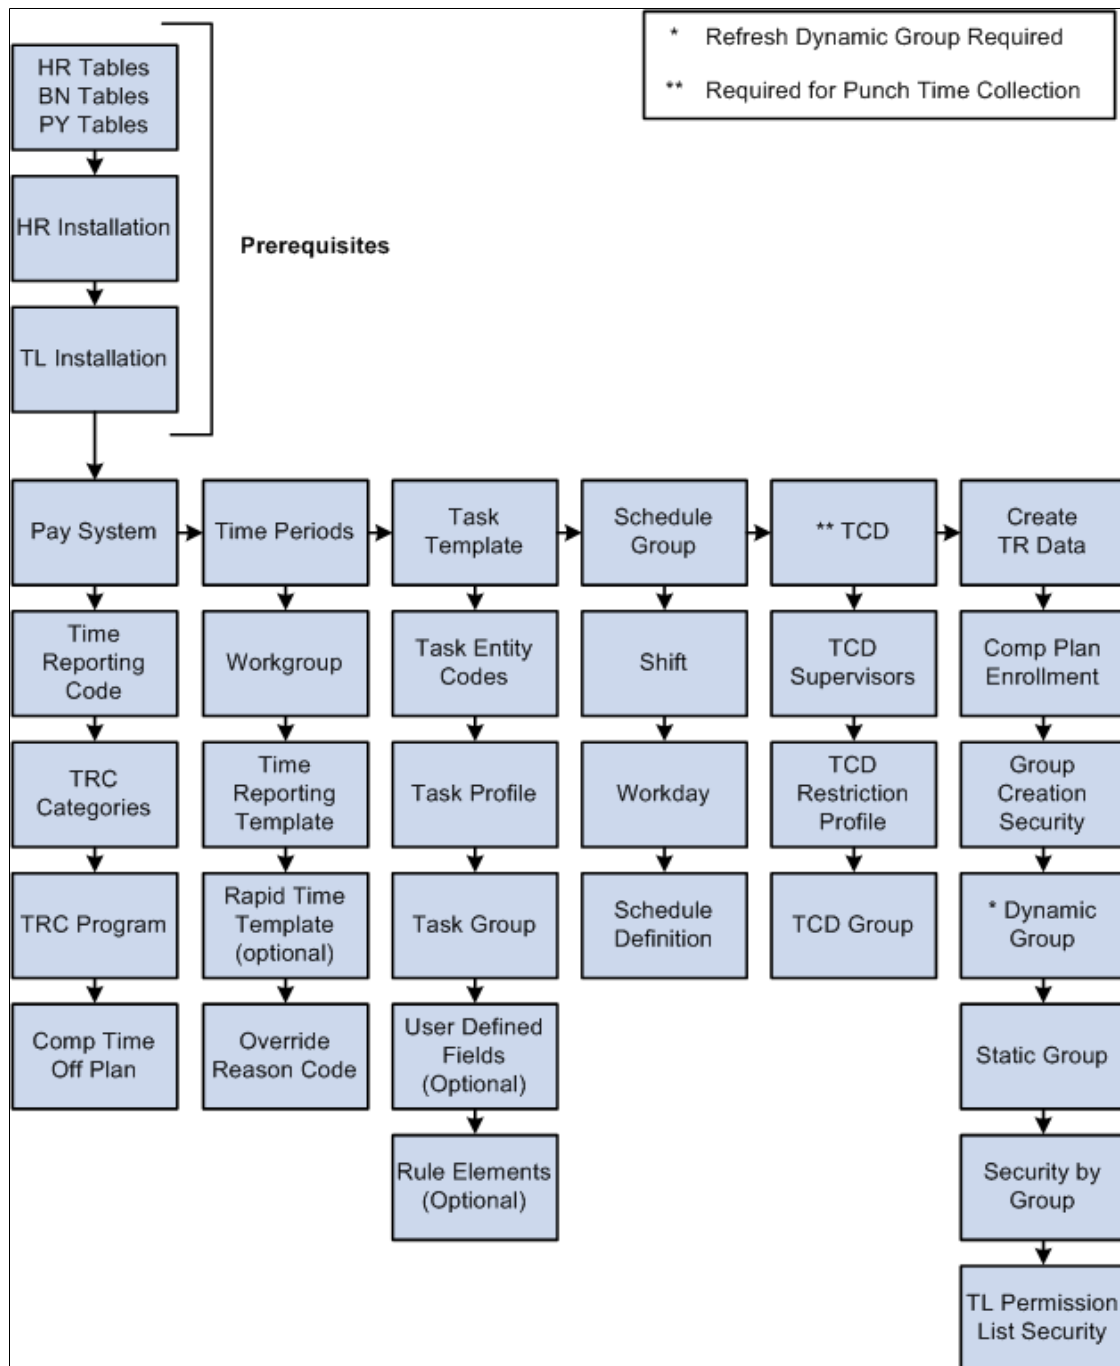 * Refresh Dynamic Group Required
** Required for Punch Time Collection
HR Tables
BN Tables
PY Tables
HR Installation
TL Installation
Prerequisites
Pay System
Time Reporting Code
TRC Categories
TRC Program
Comp Time Off Plan
Time Periods
Workgroup
Time Reporting Template
Rapid Time Template (optional)
Override Reason Code
Task Template
Task Entity Codes
Task Profile
Task Group
User Defined Fields (Optional)
Rule Elements (Optional)
Schedule Group
Shift
Workday
Schedule Definition
** TCD
TCD Supervisors
TCD Restriction Profile
TCD Group
Create TR Data
Comp Plan Enrollment
Group Creation Security
* Dynamic Group
Static Group
Security by Group
TL Permission List Security